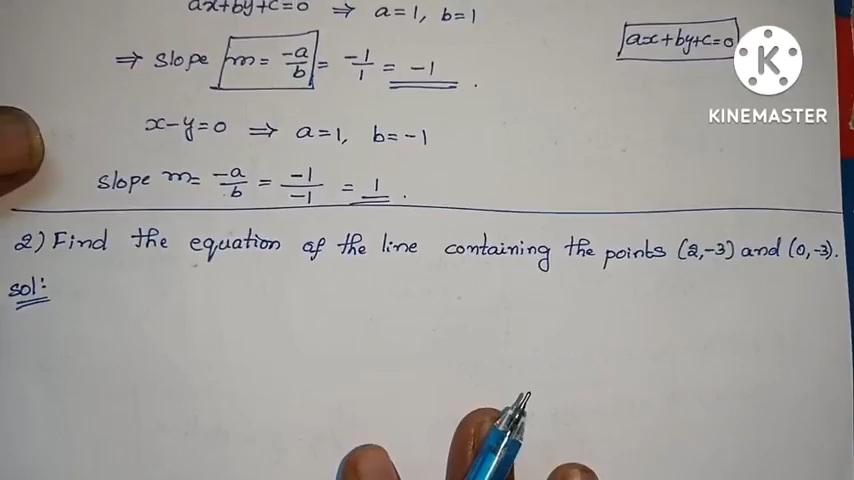 ax+by+c=0 ⇒ a=1, b=1
⇒ slope m= -a/b = -1/1 = -1 .
ax+by+c=0
KINEMASTER
x-y=0 ⇒ a=1, b=-1
slope m= -a/b = -1/-1 = 1 .
2) Find the equation of the line containing the points (2,-3) and (0,-3).
sol: